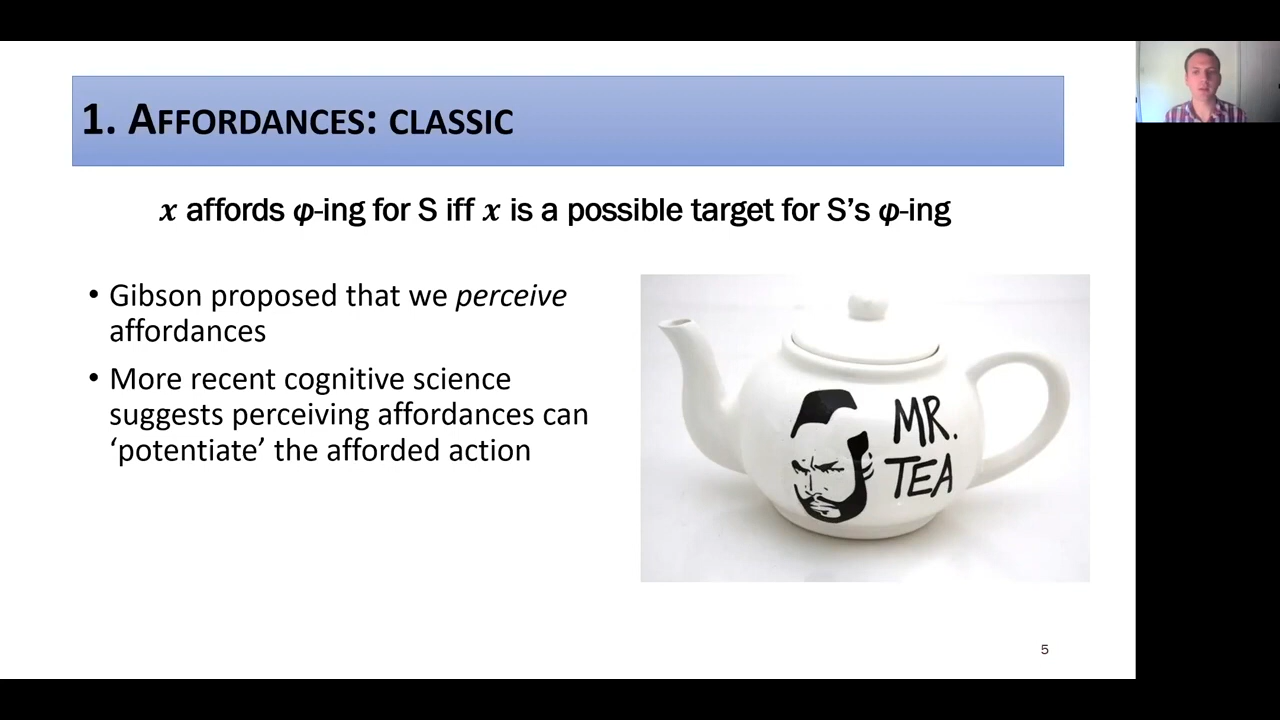 1. AFFORDANCES: CLASSIC
x affords φ-ing for S iff x is a possible target for S’s φ-ing
• Gibson proposed that we perceive
affordances
• More recent cognitive science
suggests perceiving affordances can
‘potentiate’ the afforded action
MR.
TEA
5